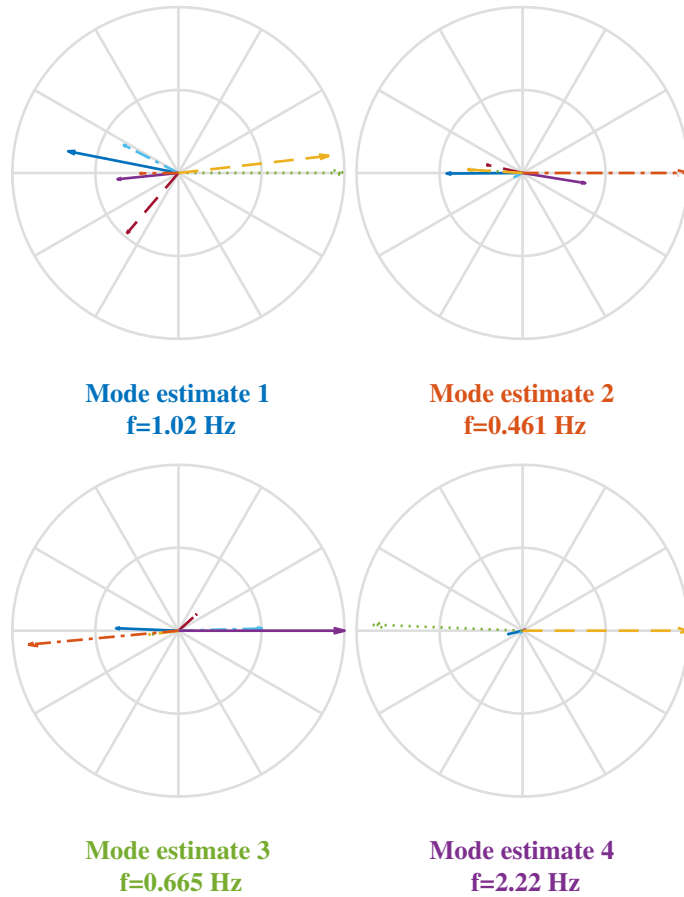 Mode estimate 1
f=1.02 Hz
Mode estimate 2
f=0.461 Hz
Mode estimate 3
f=0.665 Hz
Mode estimate 4
f=2.22 Hz